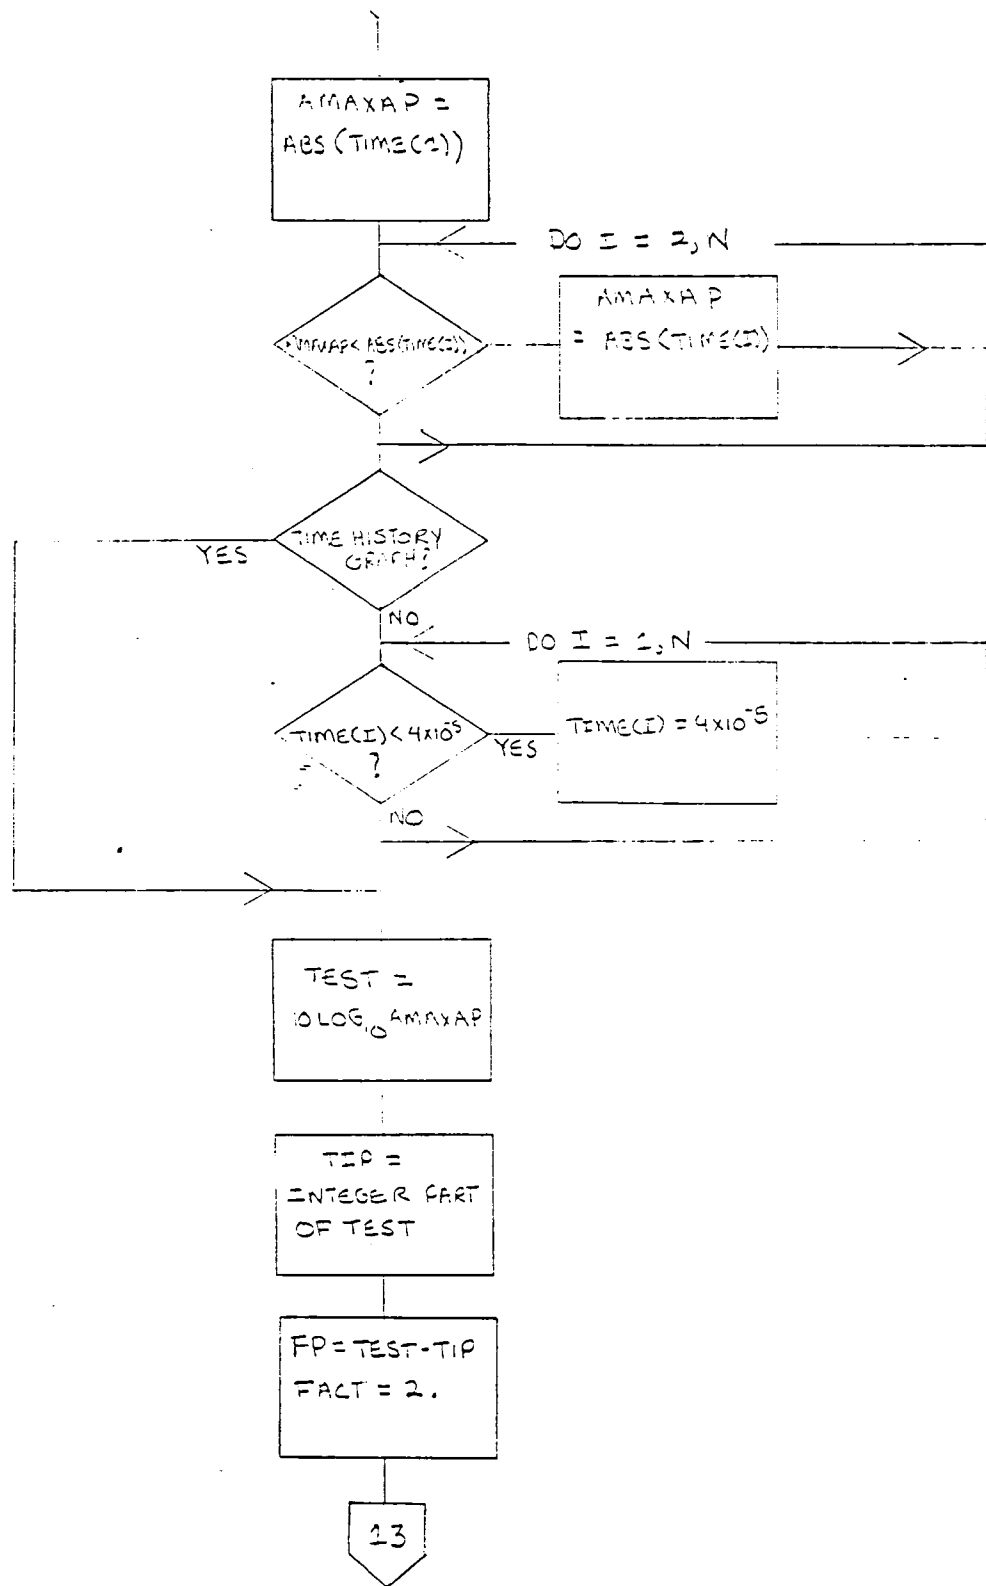 AMAXAP =
ABS(TIME(1))
DO I = 2, N
AMAXAP < ABS(TIME(I))
?
AMAXAP
= ABS(TIME(I))
TIME HISTORY
GRAPH?
YES
NO
DO I = 1, N
TIME(I) < 4x10⁻⁵
?
YES
TIME(I) = 4x10⁻⁵
NO
TEST =
10 LOG₁₀ AMAXAP
TIP =
INTEGER PART
OF TEST
FP = TEST - TIP
FACT = 2.
13